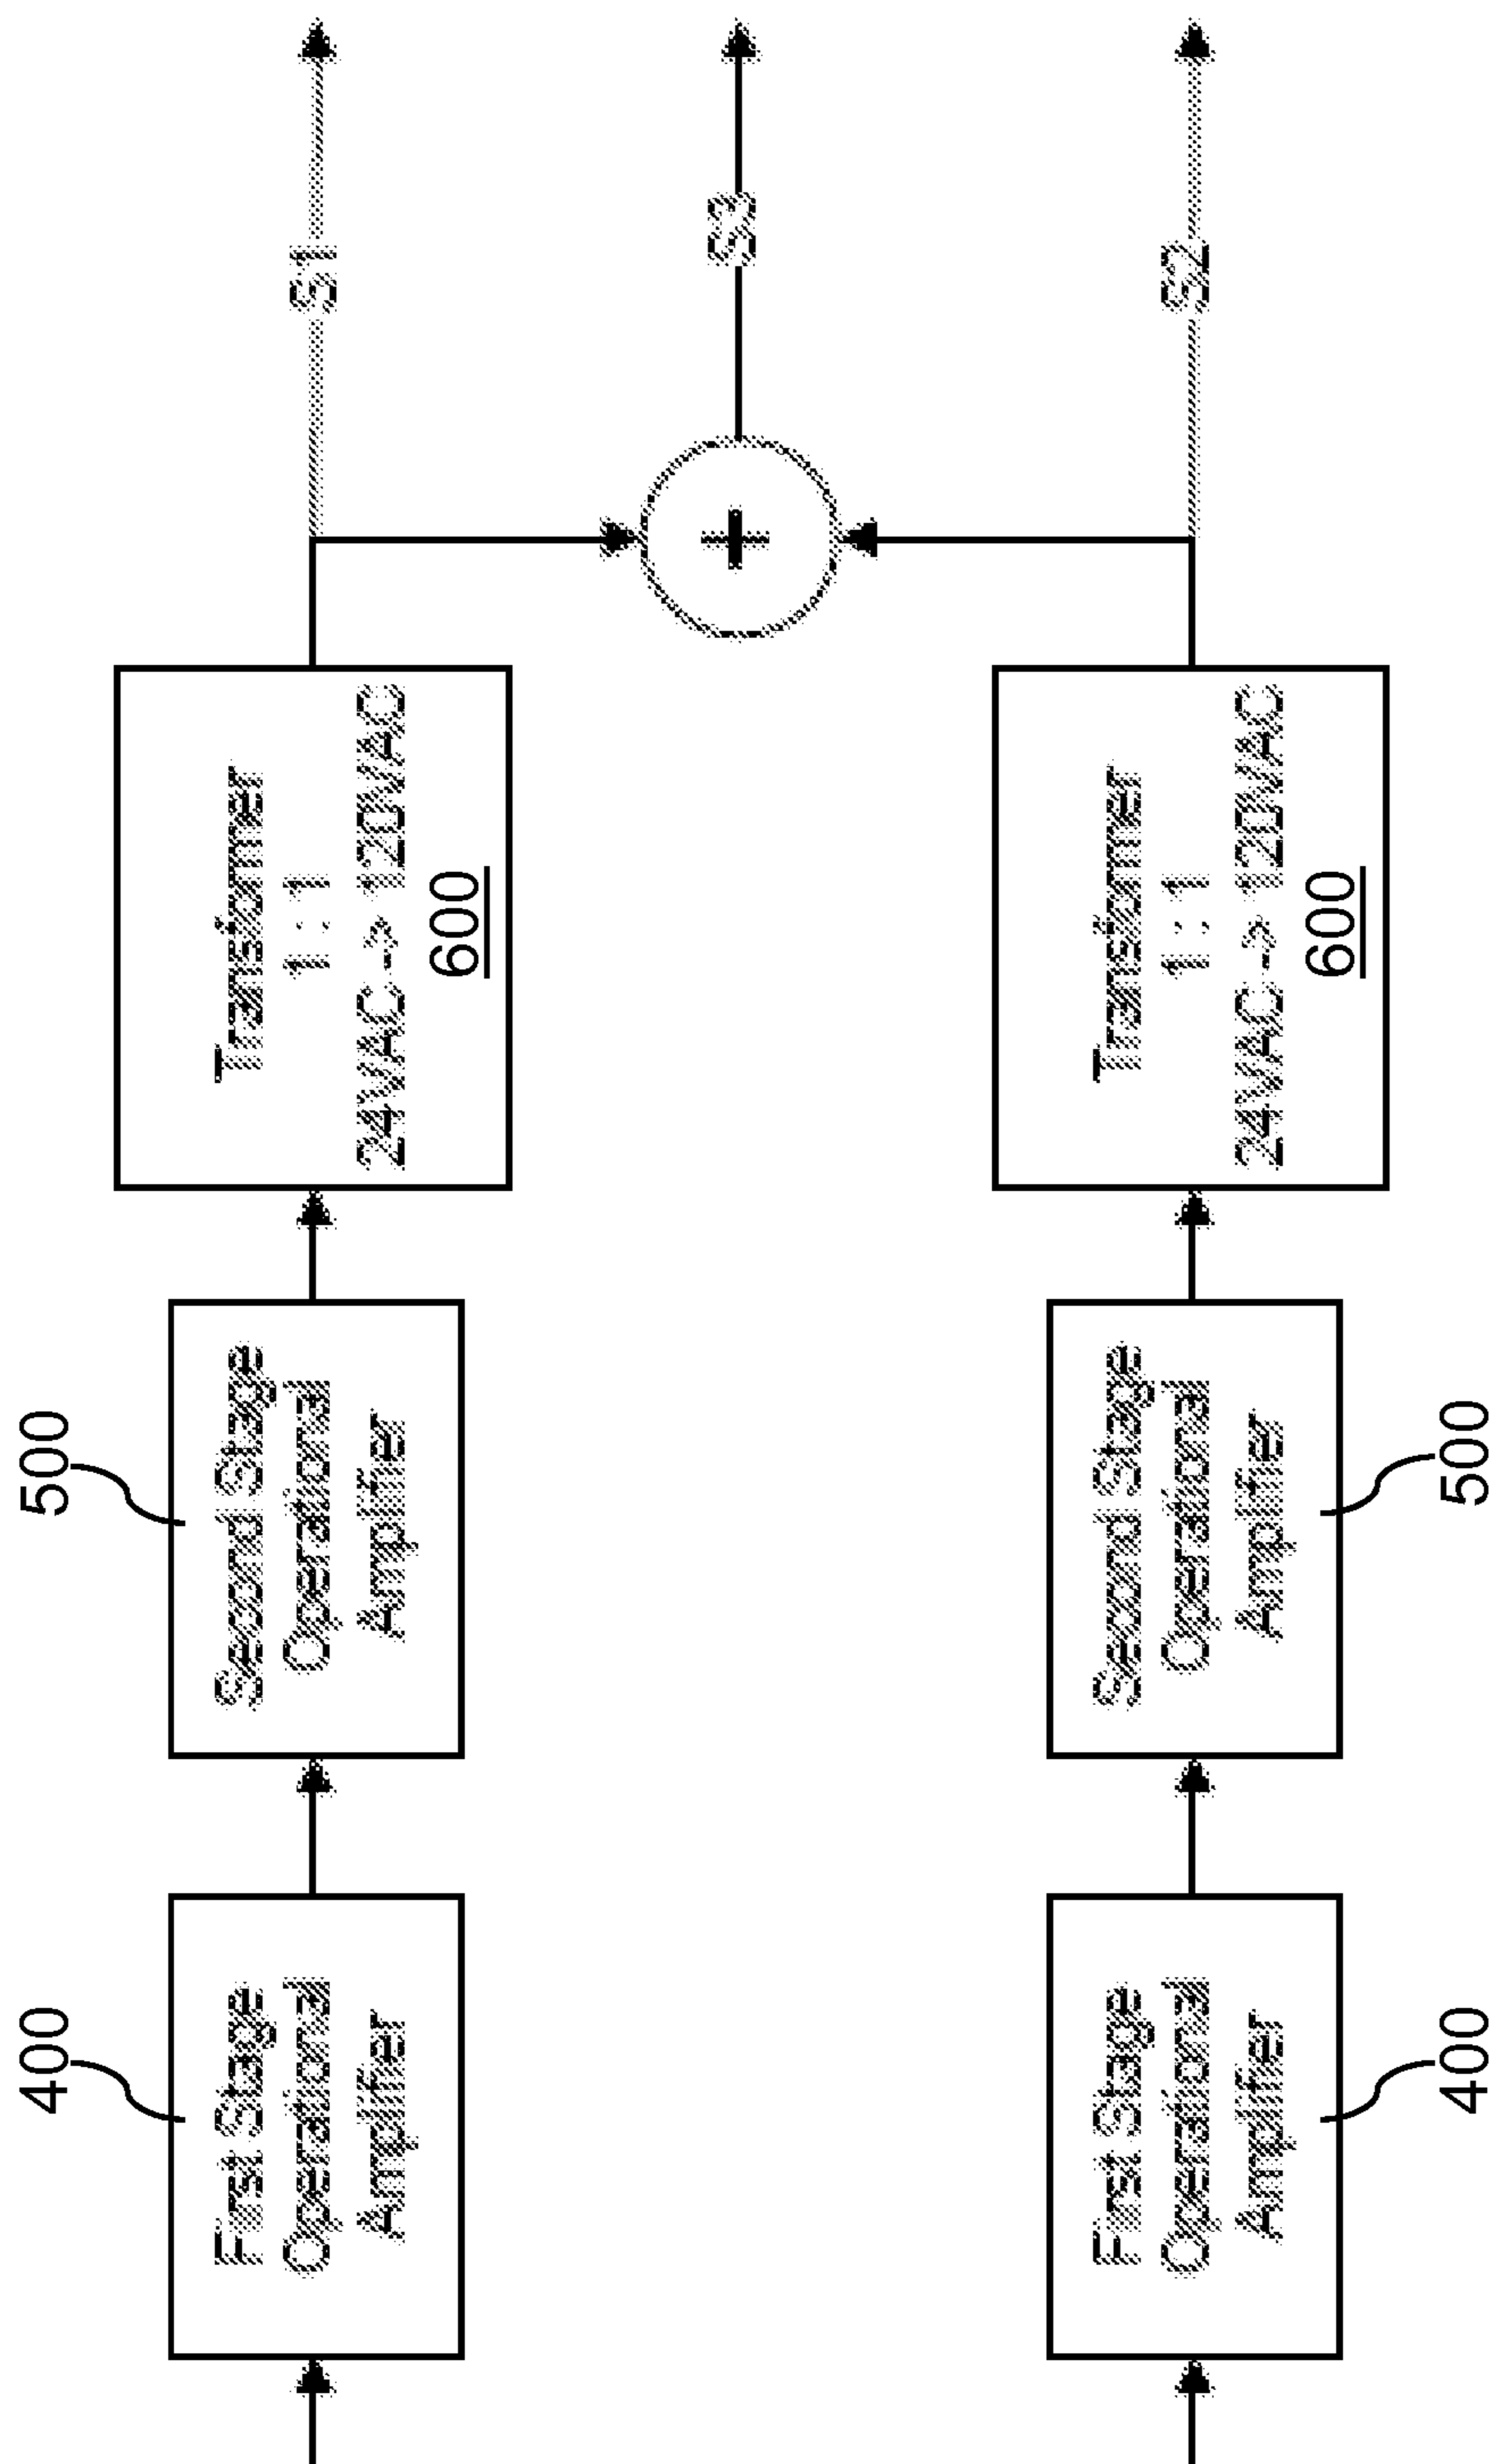 400
First Stage
Operational
Amplifier
500
Second Stage
Operational
Amplifier
Transformer
1 : 1
24VAC -> 120VAC
600
S1
+
S3
First Stage
Operational
Amplifier
400
Second Stage
Operational
Amplifier
500
Transformer
1 : 1
24VAC -> 120VAC
600
S2